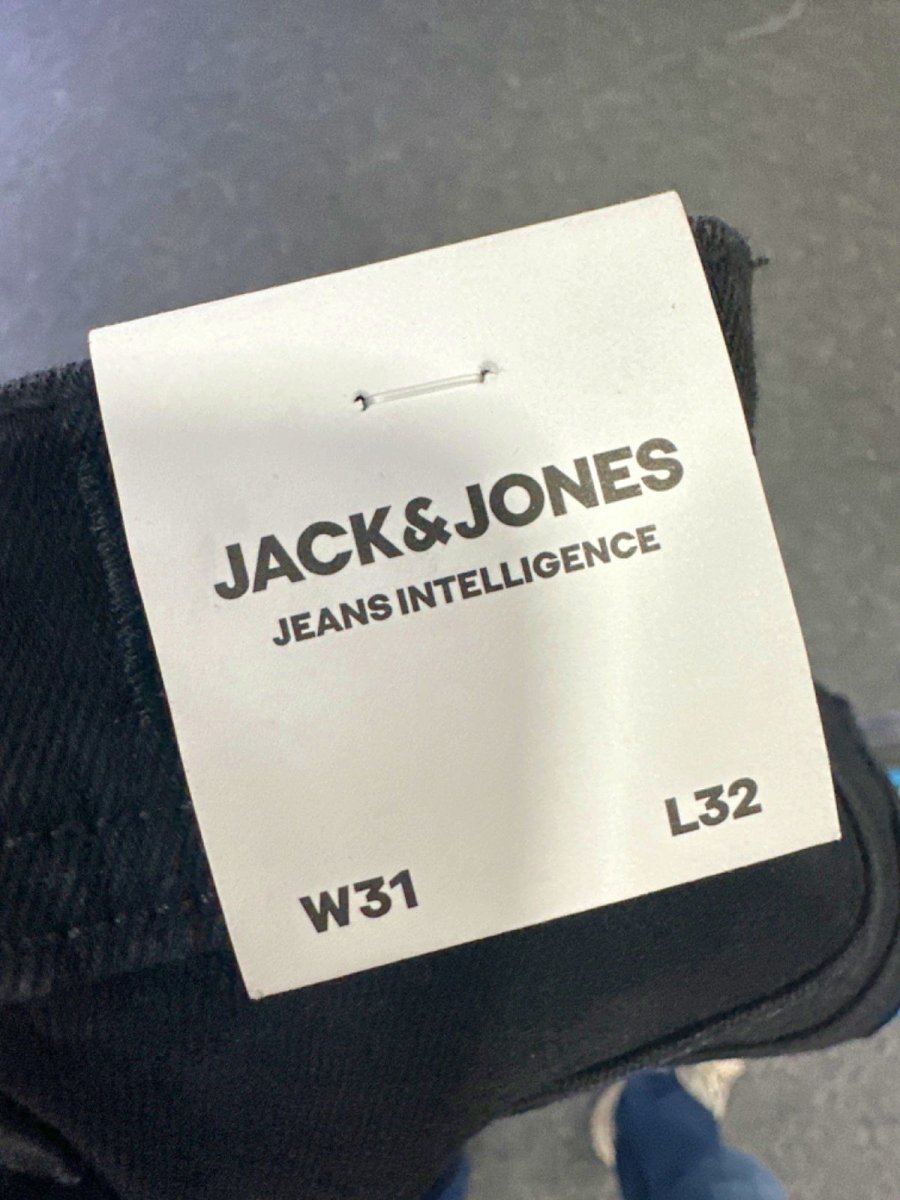 JACK&JONES
JEANS INTELLIGENCE
W31 L32